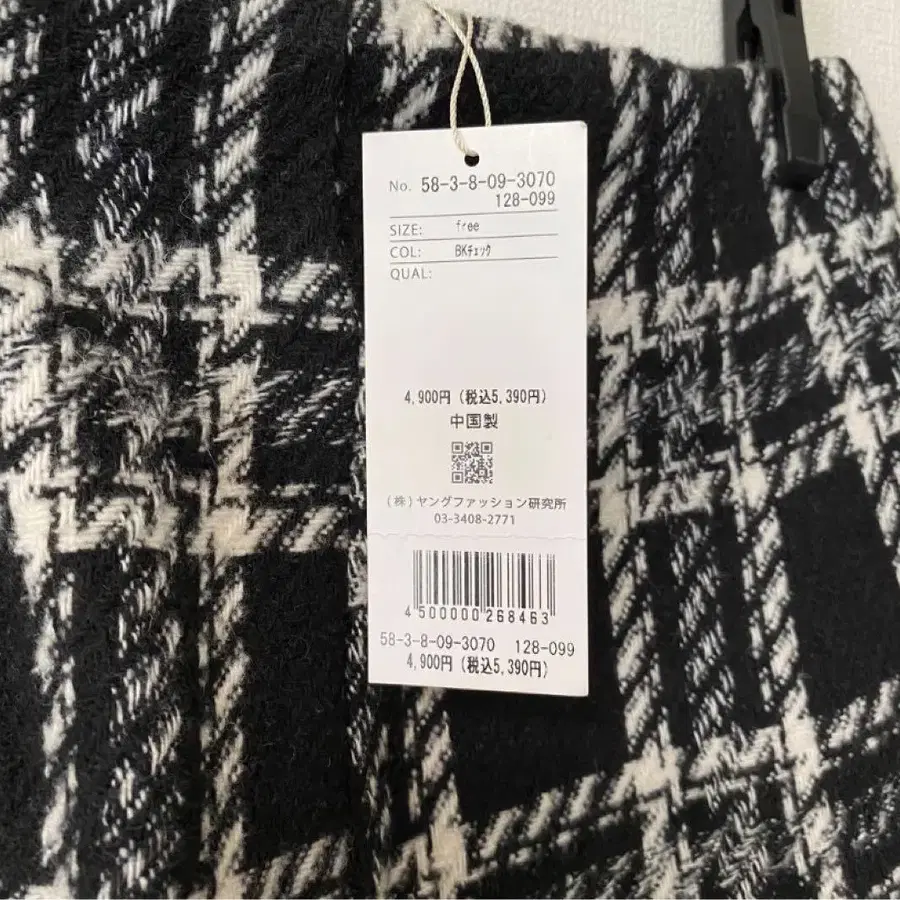 No. 58-3-8-09-3070
128-099
SIZE: free
COL: BKﾁｪｯｸ
QUAL:
4,900円 (税込5,390円)
中国製
(株)ヤングファッション研究所
03-3408-2771
4 500000 268463
58-3-8-09-3070 128-099
4,900円 (税込5,390円)